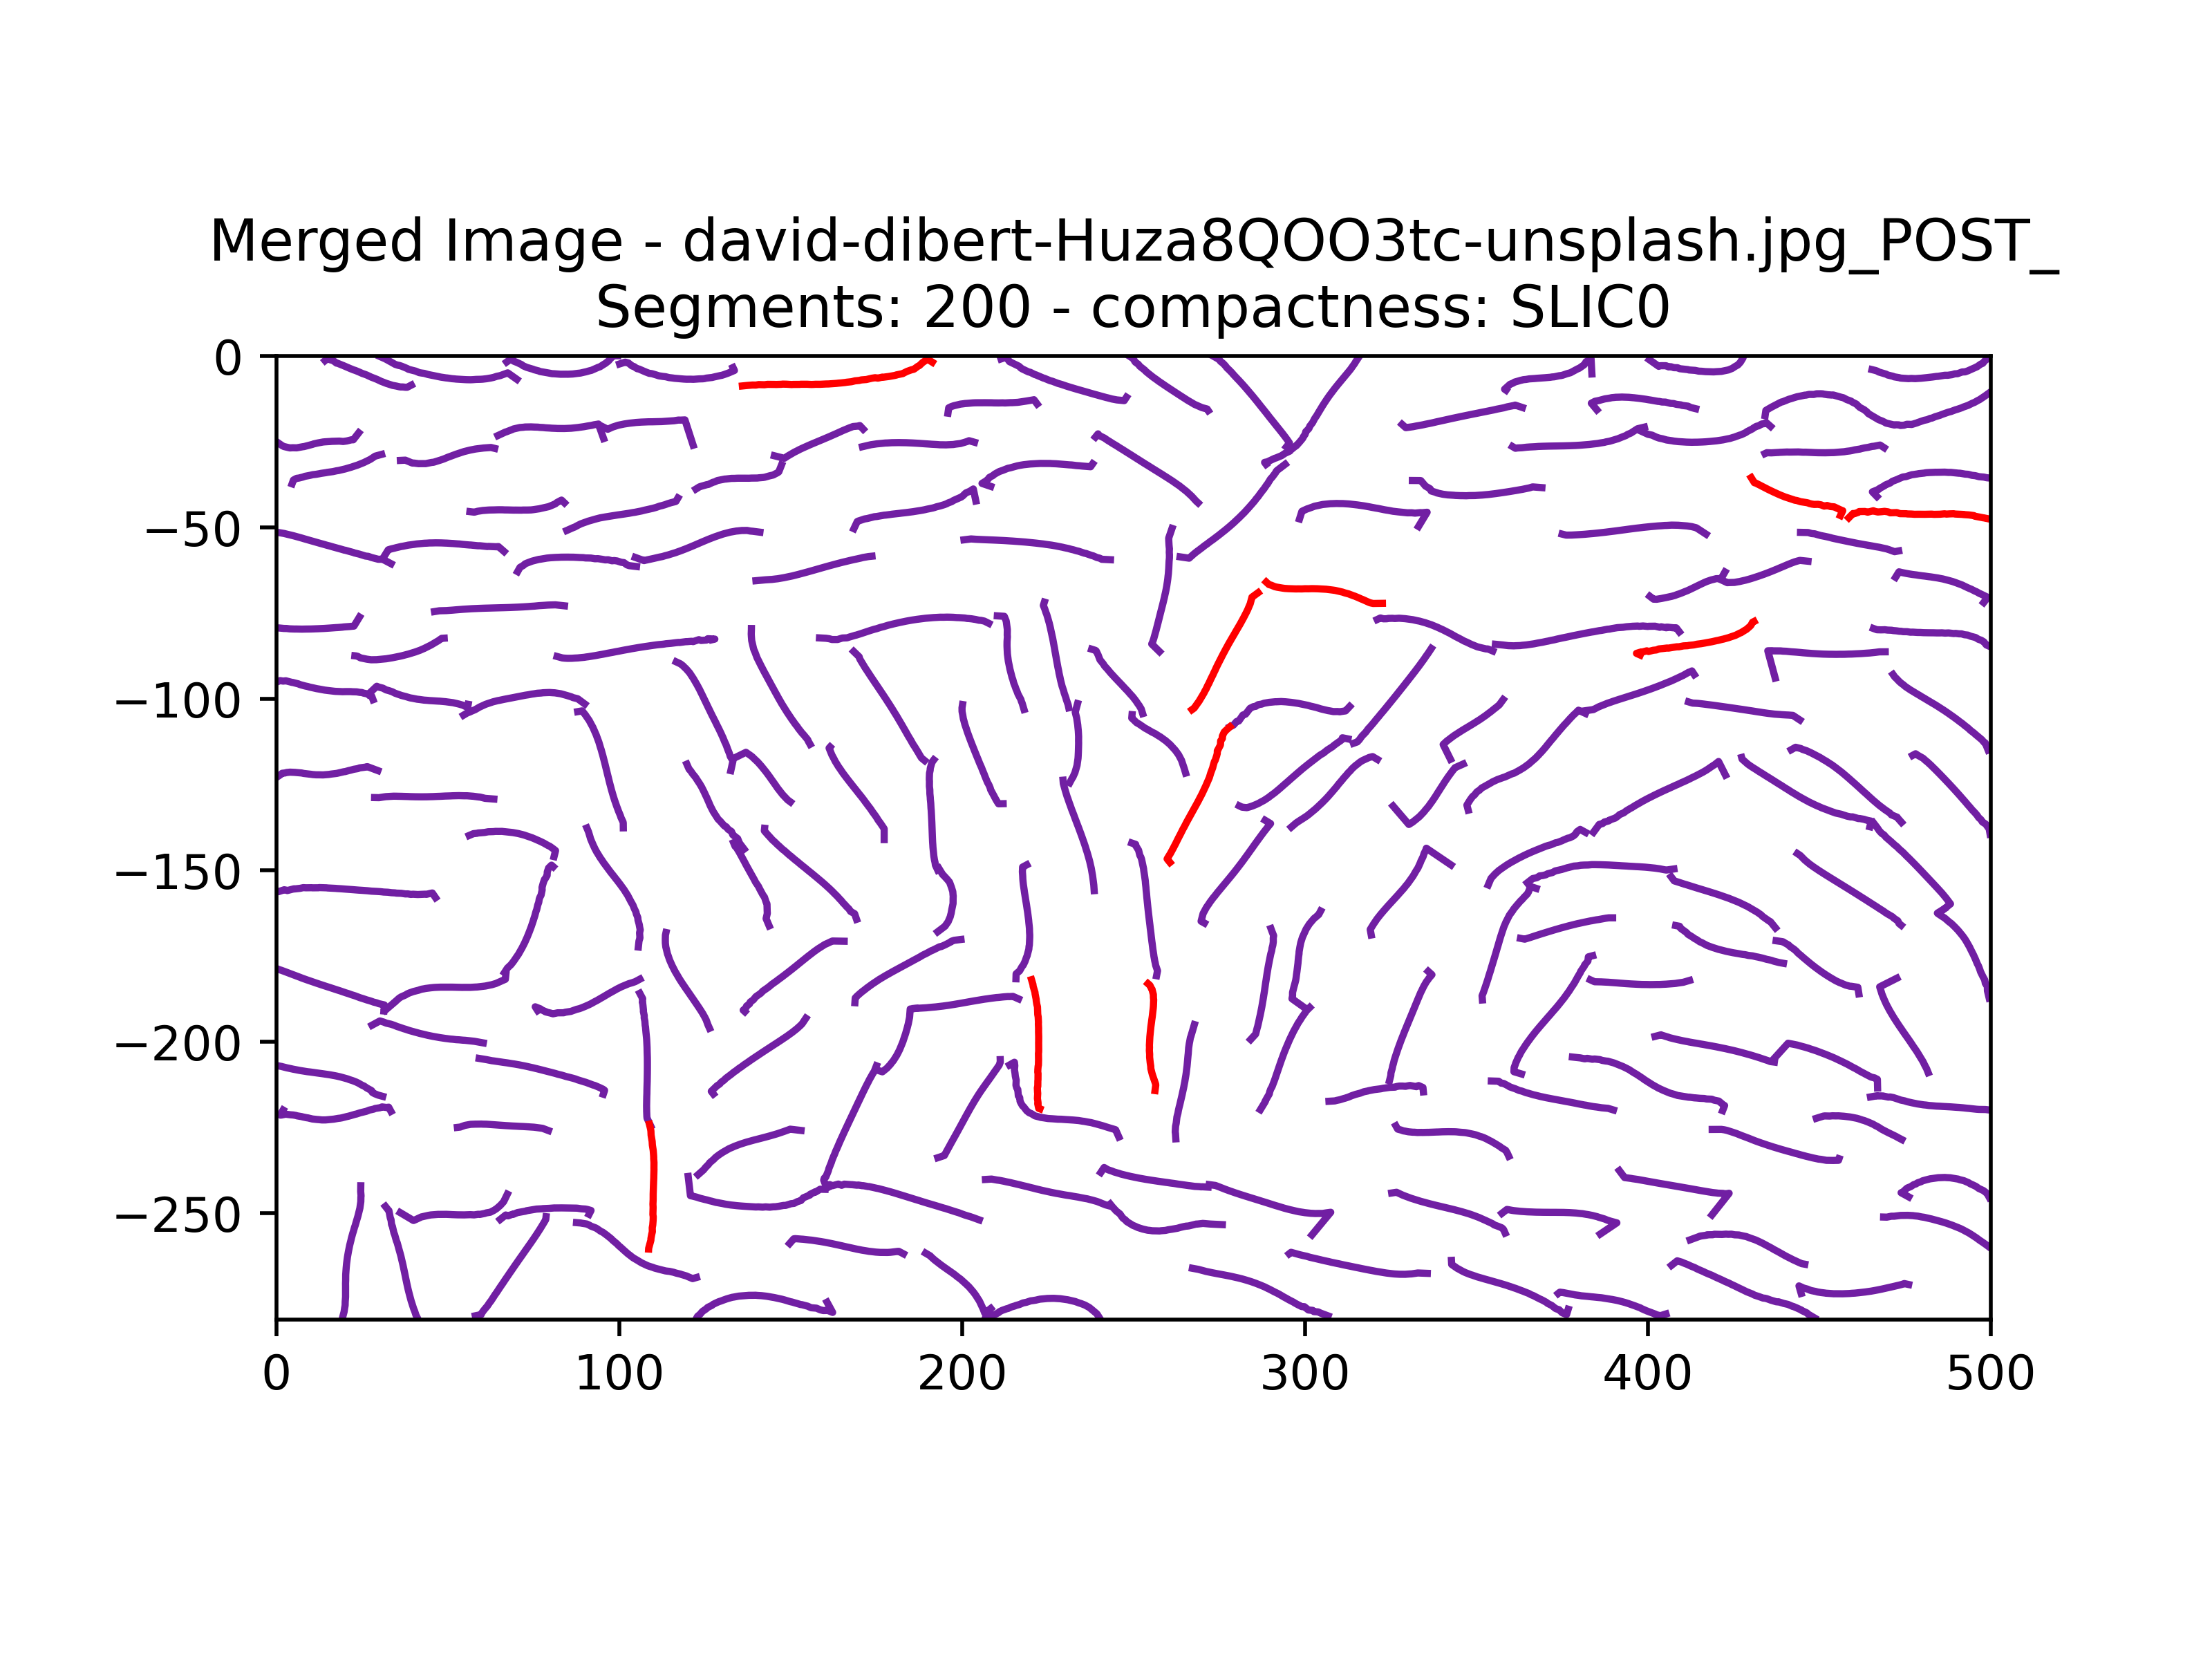 Merged Image - david-dibert-Huza8QOO3tc-unsplash.jpg_POST_
Segments: 200 - compactness: SLIC0
0
−50
−100
−150
−200
−250
0 100 200 300 400 500